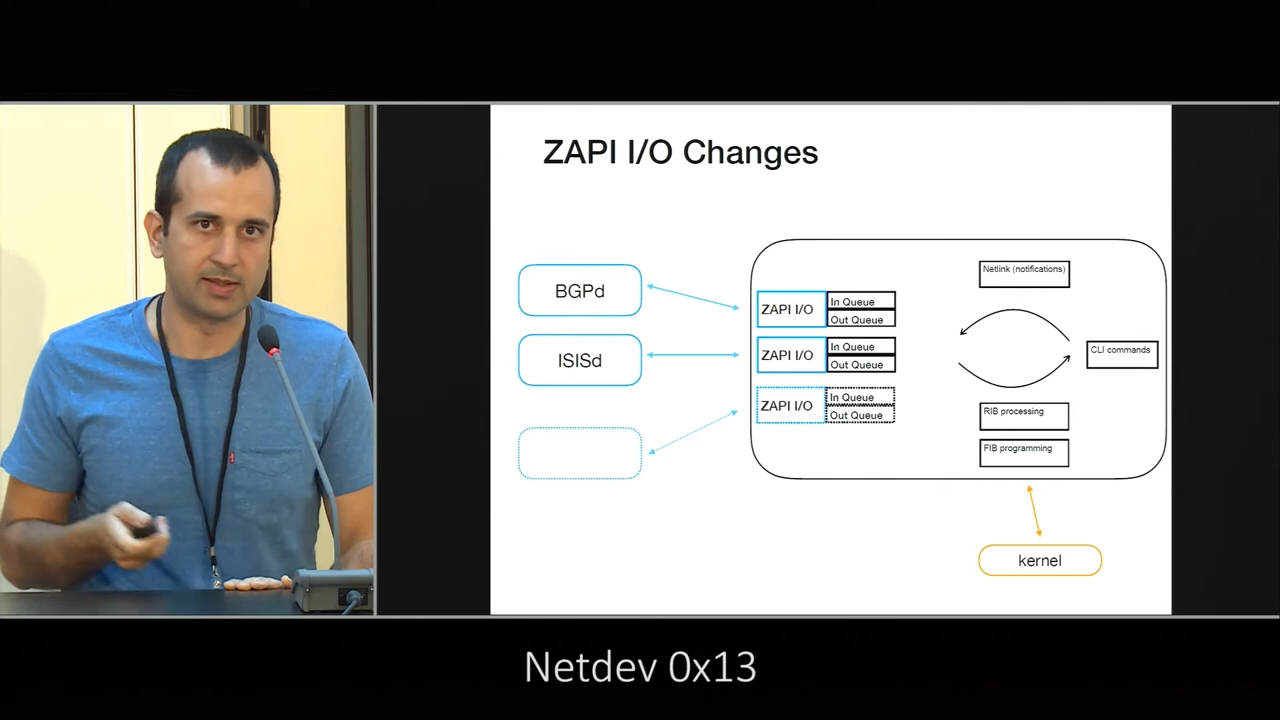 ZAPI I/O Changes
BGPd
ISISd
ZAPI I/O
In Queue
Out Queue
ZAPI I/O
In Queue
Out Queue
ZAPI I/O
In Queue
Out Queue
Netlink (notifications)
CLI commands
RIB processing
FIB programming
kernel
Netdev 0x13